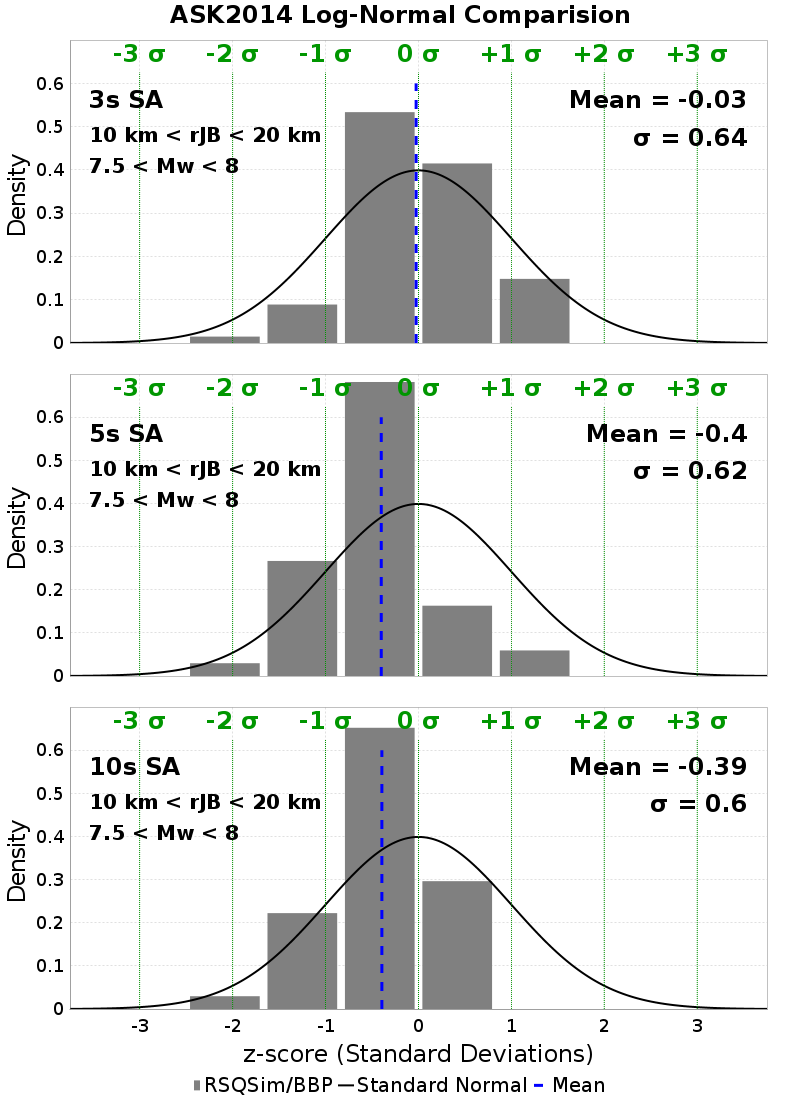 ASK2014 Log-Normal Comparision
-3 σ -2 σ -1 σ 0 σ +1 σ +2 σ +3 σ
0.6
3s SA Mean = -0.03
0.5
10 km < rJB < 20 km σ = 0.64
7.5 < Mw < 8
0.4
0.3
0.2
0.1
0
Density
-3 σ -2 σ -1 σ 0 σ +1 σ +2 σ +3 σ
0.6
5s SA Mean = -0.4
0.5
10 km < rJB < 20 km σ = 0.62
7.5 < Mw < 8
0.4
0.3
0.2
0.1
0
Density
-3 σ -2 σ -1 σ 0 σ +1 σ +2 σ +3 σ
0.6
10s SA Mean = -0.39
0.5
10 km < rJB < 20 km σ = 0.6
7.5 < Mw < 8
0.4
0.3
0.2
0.1
0
Density
-3 -2 -1 0 1 2 3
z-score (Standard Deviations)
RSQSim/BBP Standard Normal Mean